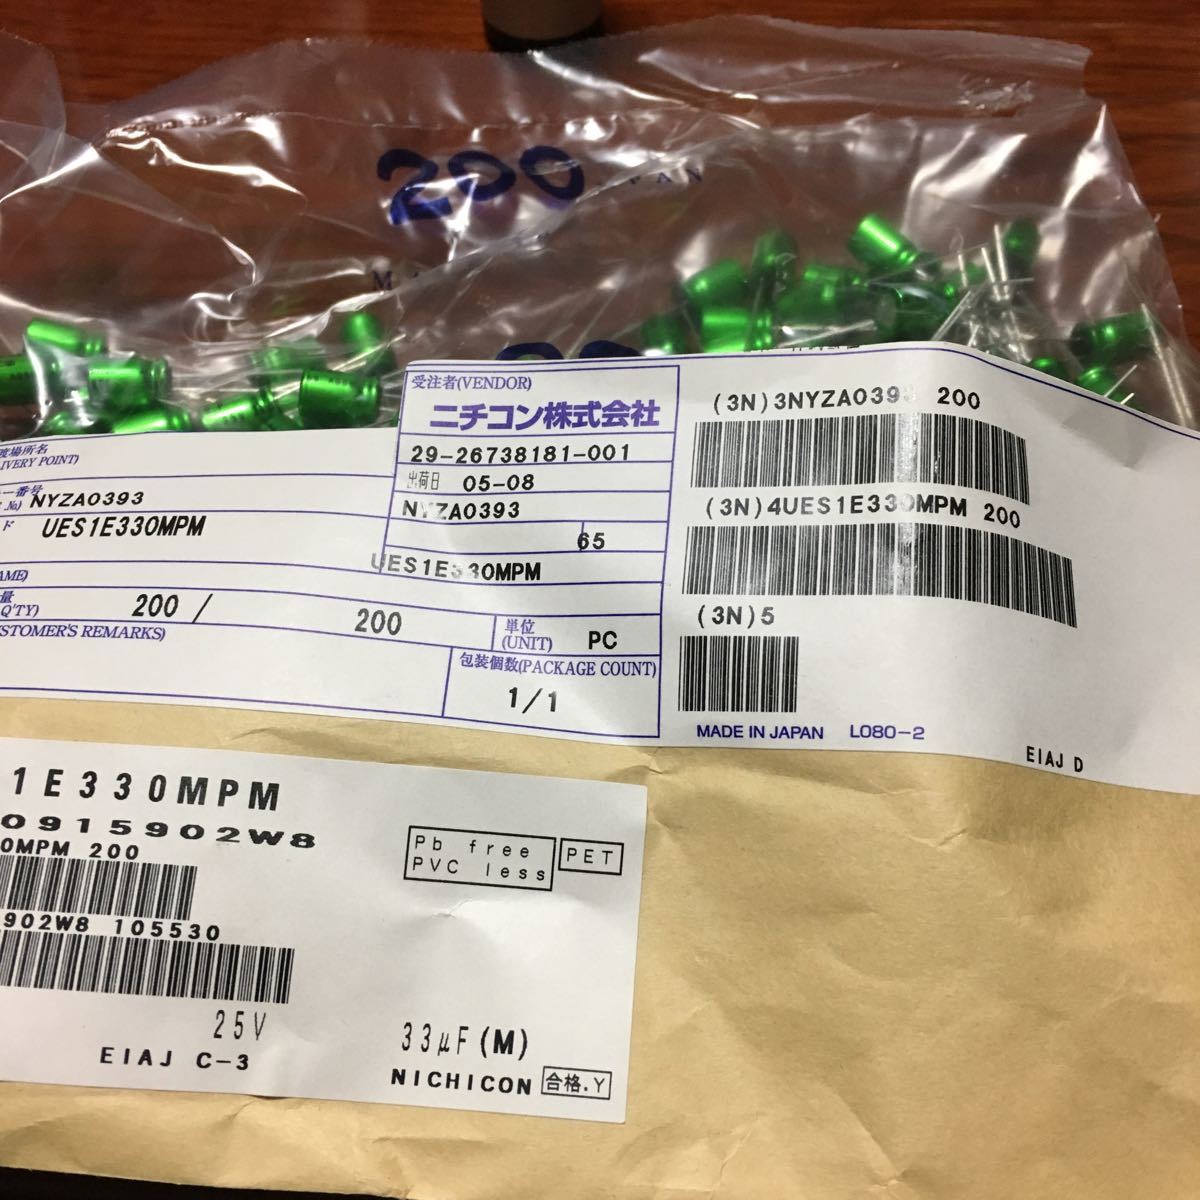 200
受注者(VENDOR)
ニチコン株式会社
29-26738181-001
出荷日 05-08
NYZA0393
65
UES1E330MPM
(3N)3NYZA0393 200
(3N)4UES1E330MPM 200
(3N)5
MADE IN JAPAN L080-2
EIAJ D
NYZA0393
UES1E330MPM
200 / 200
単位
(UNIT) PC
包装個数(PACKAGE COUNT)
1/1
1E330MPM
0915902W8
0MPM 200
902W8 105530
Pb free
PVC less
PET
25V
33μF(M)
EIAJ C-3
NICHICON 合格.Y